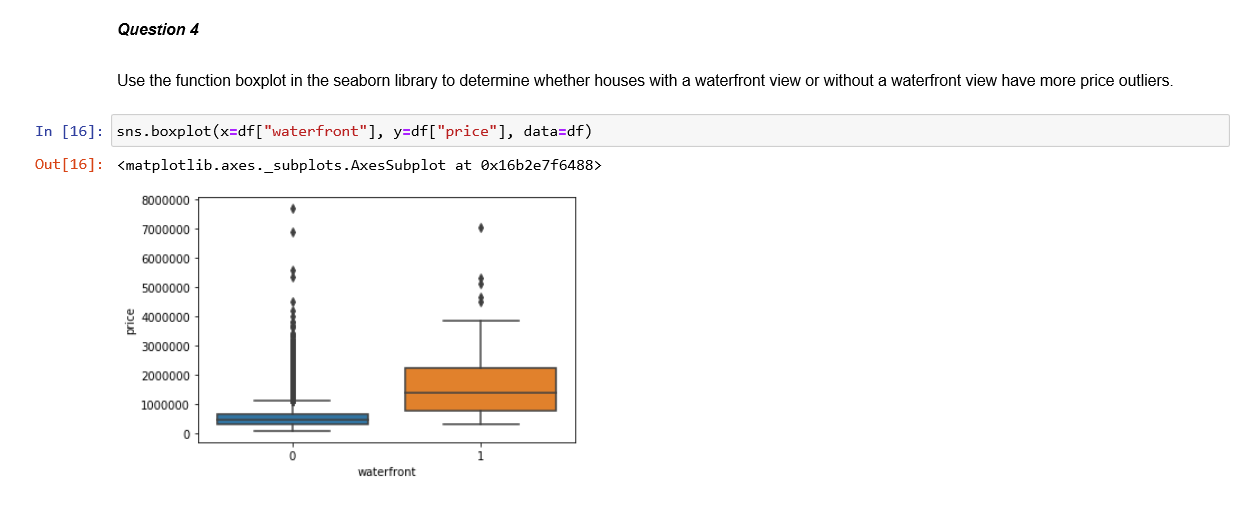 Question 4
Use the function boxplot in the seaborn library to determine whether houses with a waterfront view or without a waterfront view have more price outliers.
In [16]: sns.boxplot(x=df["waterfront"], y=df["price"], data=df)
Out[16]: <matplotlib.axes._subplots.AxesSubplot at 0x16b2e7f6488>
8000000
7000000
6000000
5000000
4000000
3000000
2000000
1000000
0
price
0 1
waterfront